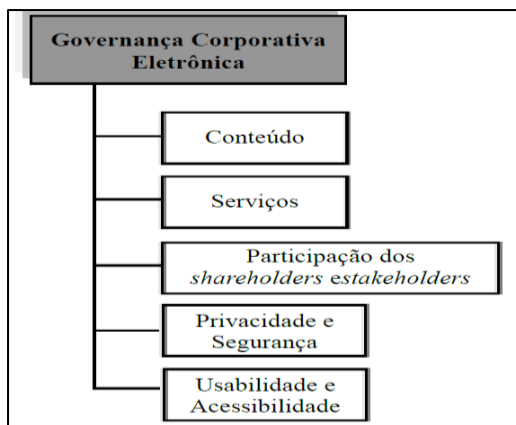 Governança Corporativa
Eletrônica
Conteúdo
Serviços
Participação dos
shareholders estakeholders
Privacidade e
Segurança
Usabilidade e
Acessibilidade